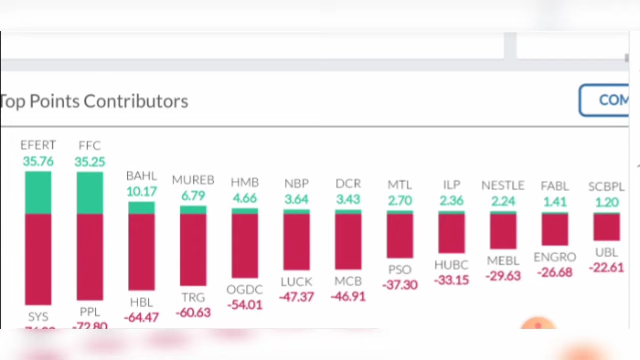 Top Points Contributors
COM
EFERT FFC BAHL MUREB HMB NBP DCR MTL ILP NESTLE FABL SCBPL
35.76 35.25 10.17 6.79 4.66 3.64 3.43 2.70 2.36 2.24 1.41 1.20
SYS PPL HBL TRG OGDC LUCK MCB PSO HUBC MEBL ENGRO UBL
-72.80 -64.47 -60.63 -54.01 -47.37 -46.91 -37.30 -33.15 -29.63 -26.68 -22.61